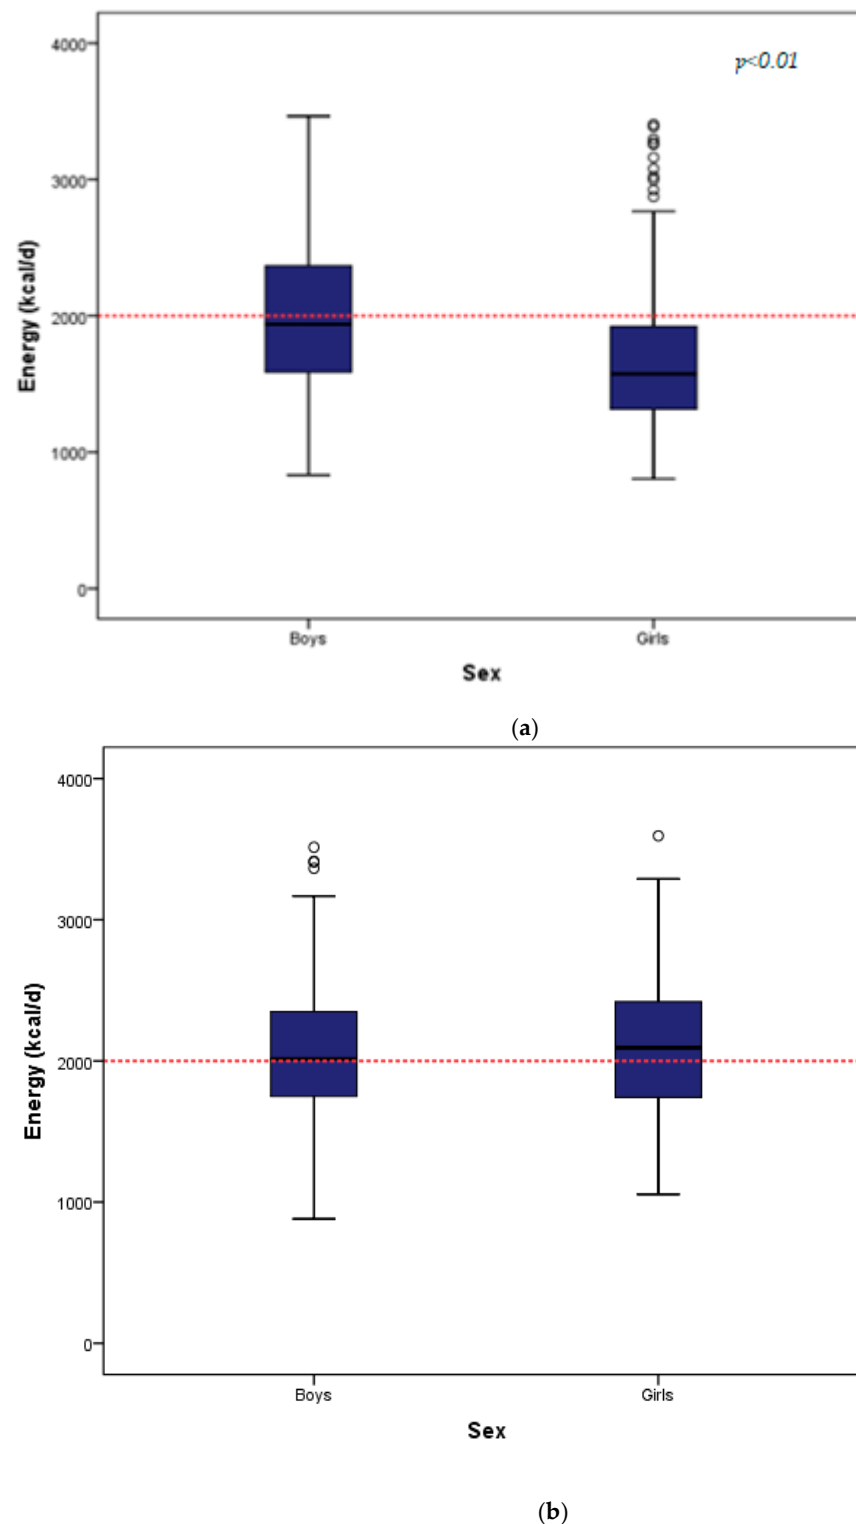 4000
p<0.01
3000
Energy (kcal/d)
2000
1000
0
Boys
Girls
Sex
(a)
4000
3000
Energy (kcal/d)
2000
1000
0
Boys
Girls
Sex
(b)